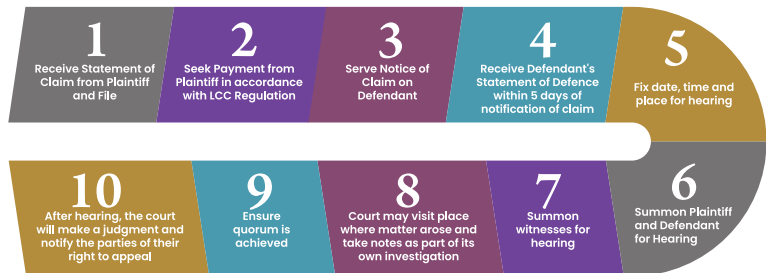 1
Receive Statement of
Claim from Plaintiff
and File
2
Seek Payment from
Plaintiff in accordance
with LCC Regulation
3
Serve Notice of
Claim on
Defendant
4
Receive Defendant's
Statement of Defence
within 5 days of
notification of claim
5
Fix date, time and
place for hearing
6
Summon Plaintiff
and Defendant
for Hearing
7
Summon
witnesses for
hearing
8
Court may visit place
where matter arose and
take notes as part of its
own investigation
9
Ensure
quorum is
achieved
10
After hearing, the court
will make a judgment and
notify the parties of their
right to appeal